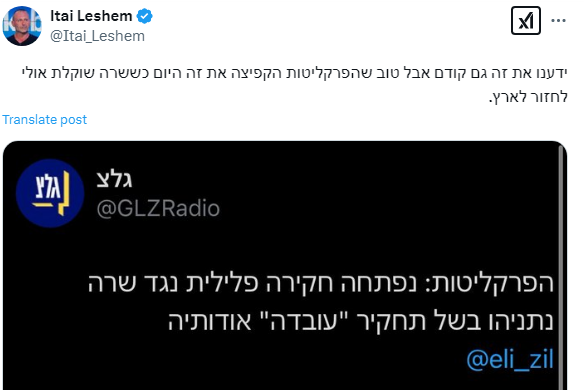 Itai Leshem
@Itai_Leshem
ידענו את זה גם קודם אבל טוב שהפרקליטות הקפיצה את זה היום כששרה שוקלת אולי
לחזור לארץ.
Translate post
גלצ
גלצ
@GLZRadio
הפרקליטות: נפתחה חקירה פלילית נגד שרה
נתניהו בשל תחקיר "עובדה" אודותיה
@eli_zil